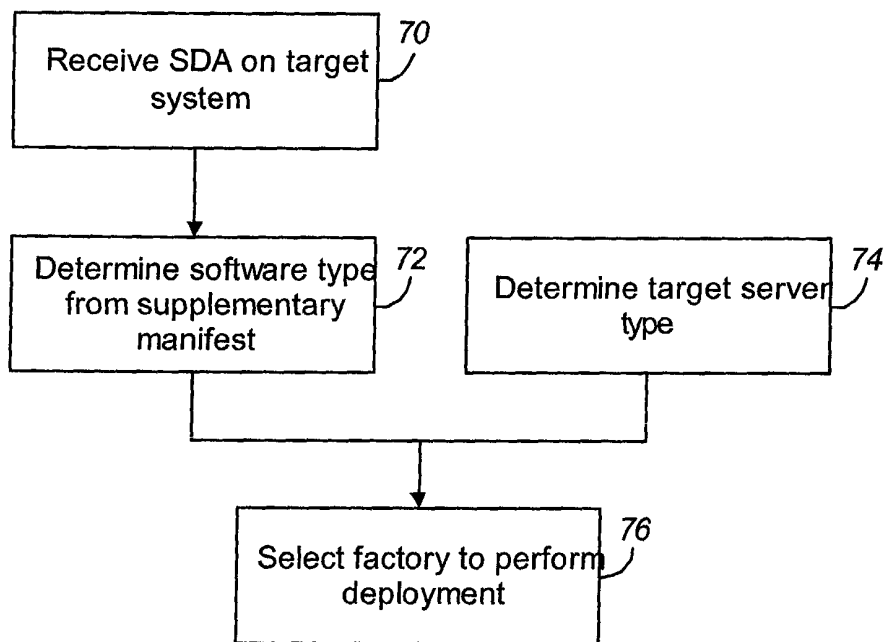 Receive SDA on target
system
70
Determine software type
from supplementary
manifest
72
Determine target server
type
74
Select factory to perform
deployment
76